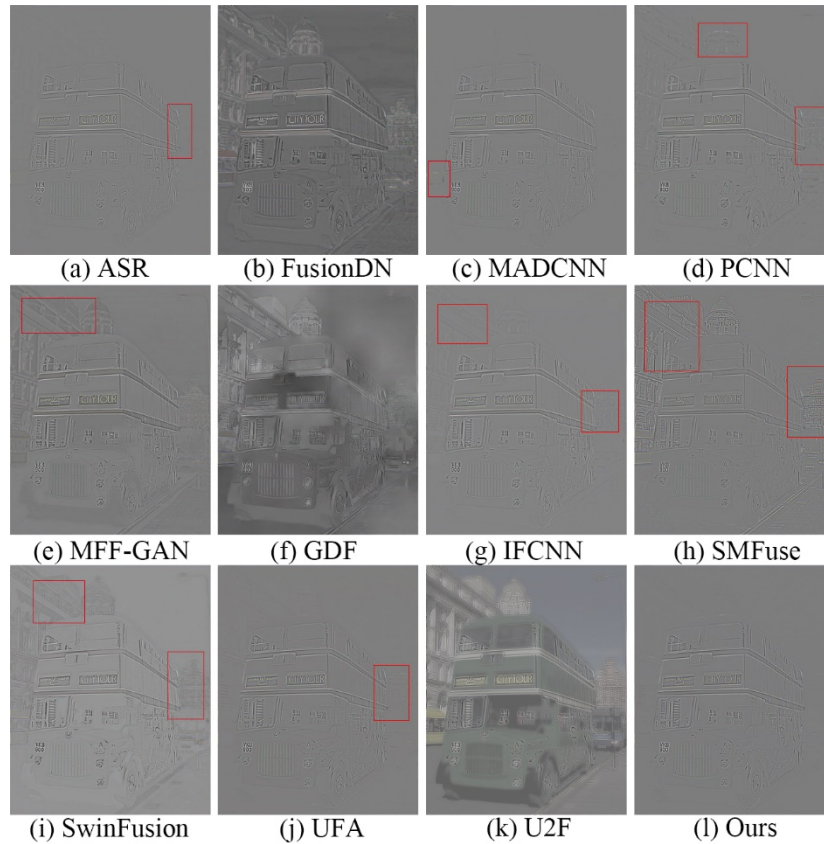 (a) ASR
(b) FusionDN
(c) MADCNN
(d) PCNN
(e) MFF-GAN
(f) GDF
(g) IFCNN
(h) SMFuse
(i) SwinFusion
(j) UFA
(k) U2F
(l) Ours